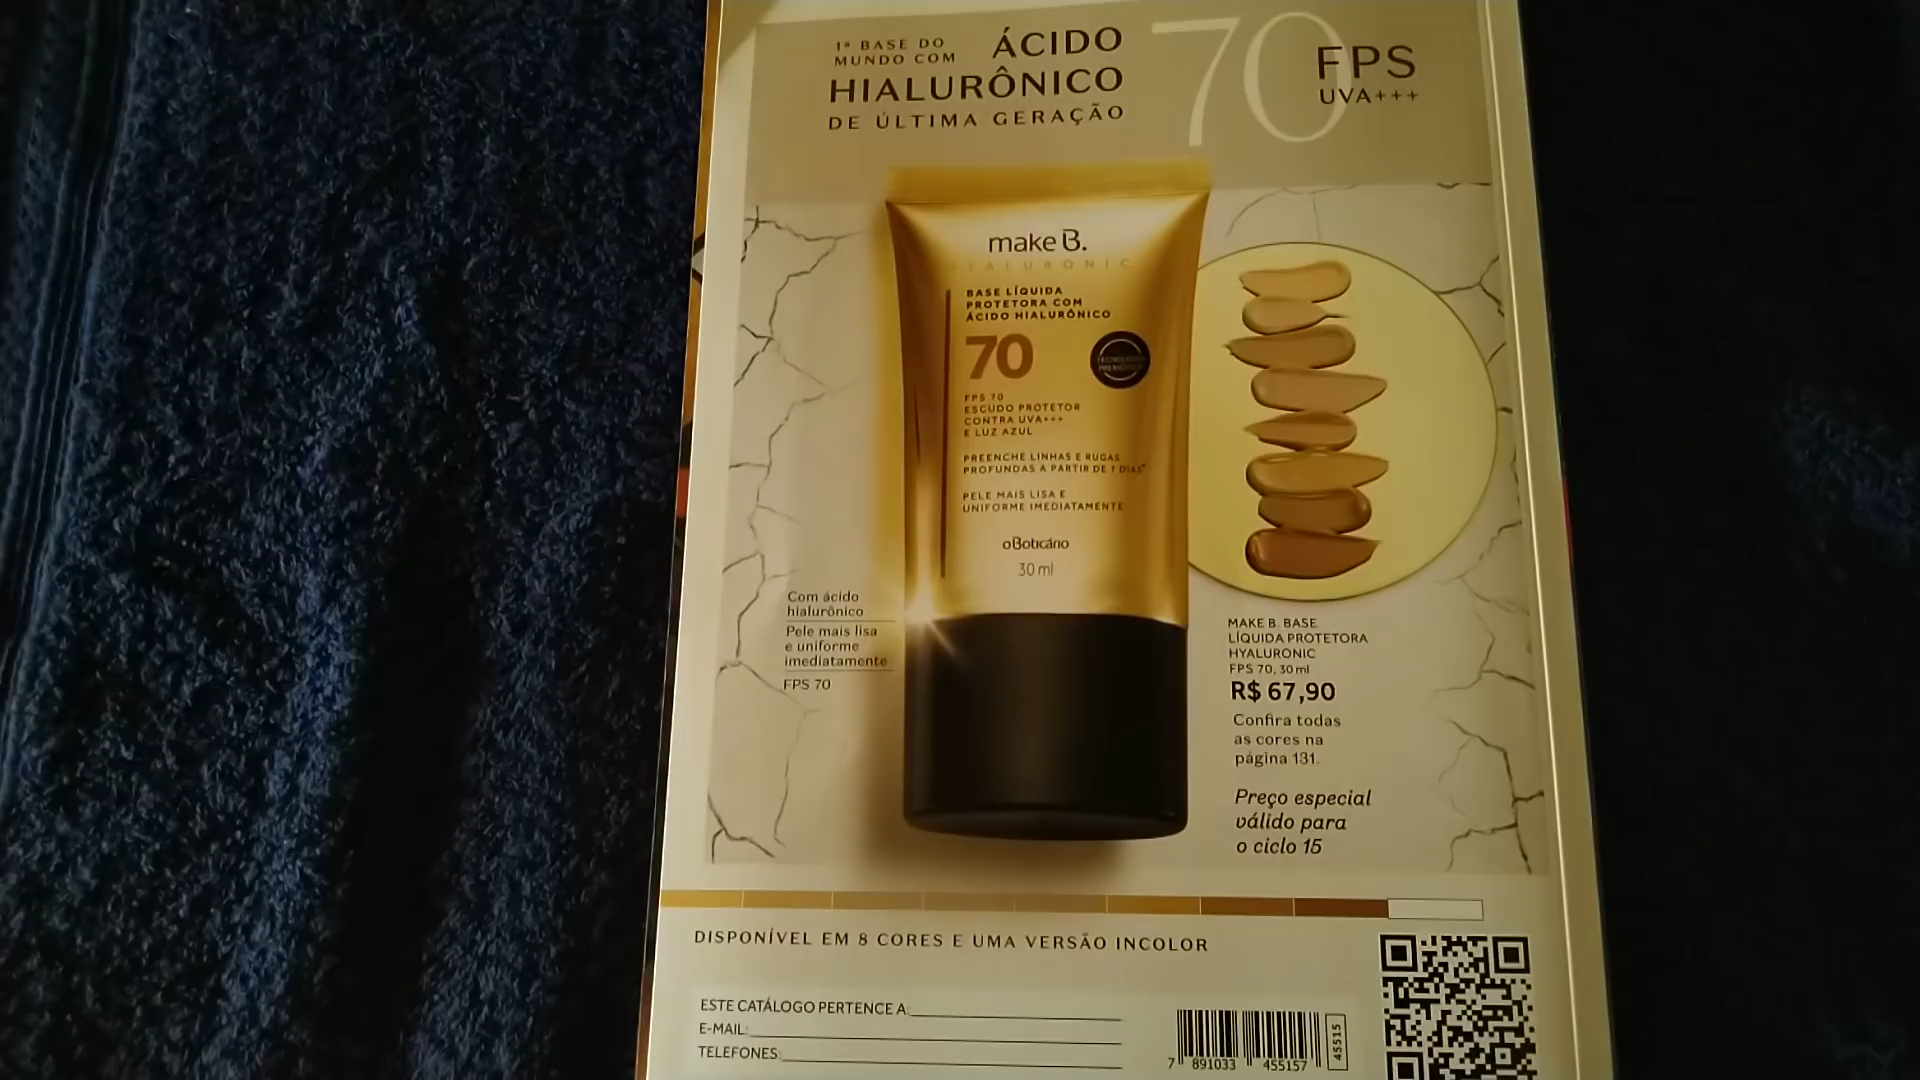 1ª BASE DO
MUNDO COM ÁCIDO
HIALURÔNICO
DE ÚLTIMA GERAÇÃO
70 FPS
UVA+++
make B.
HYALURONIC
BASE LÍQUIDA
PROTETORA COM
ÁCIDO HIALURÔNICO
70
FPS 70
ESCUDO PROTETOR
CONTRA UVA+++
E LUZ AZUL
PREENCHE LINHAS E RUGAS
PROFUNDAS A PARTIR DE 7 DIAS*
PELE MAIS LISA E
UNIFORME IMEDIATAMENTE
oBoticário
30 ml
Com ácido
hialurônico
Pele mais lisa
e uniforme
imediatamente
FPS 70
MAKE B. BASE
LÍQUIDA PROTETORA
HYALURONIC
FPS 70, 30 ml
R$ 67,90
Confira todas
as cores na
página 131.
Preço especial
válido para
o ciclo 15
DISPONÍVEL EM 8 CORES E UMA VERSÃO INCOLOR
ESTE CATÁLOGO PERTENCE A:
E-MAIL:
TELEFONES:
7 891033 455157
45515